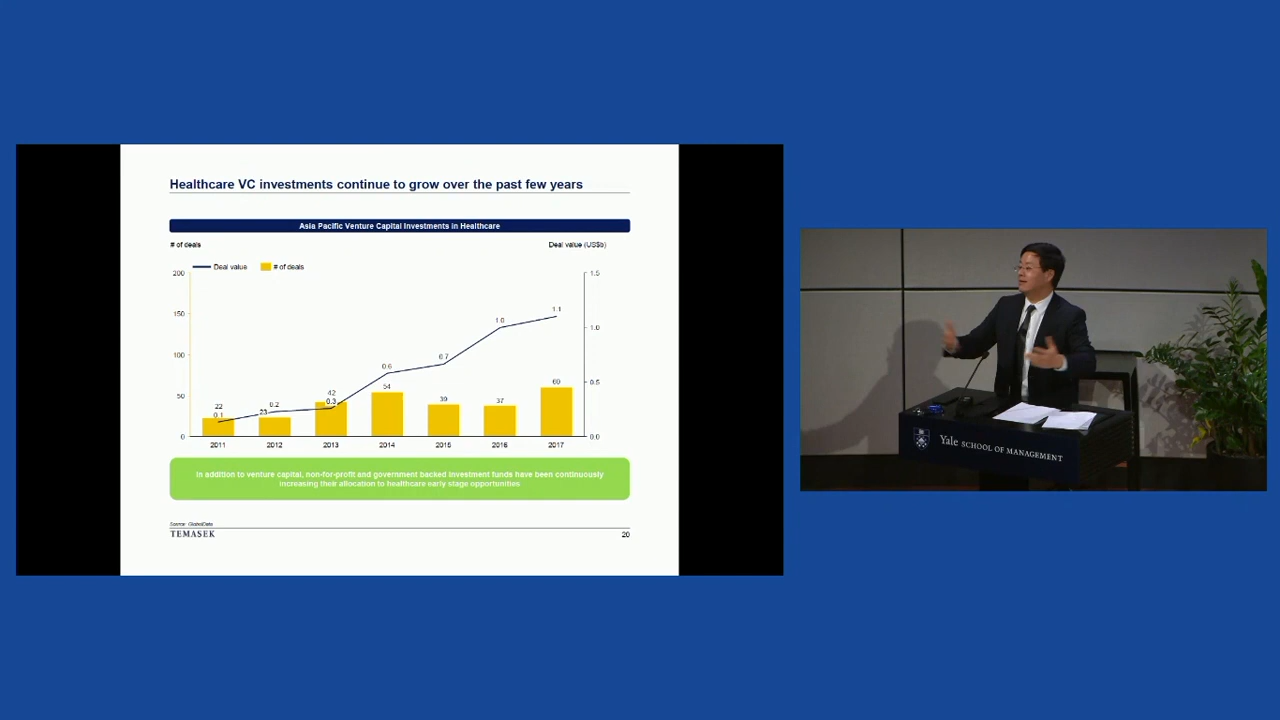 Healthcare VC investments continue to grow over the past few years
Asia Pacific Venture Capital Investments in Healthcare
# of deals
Deal value (US$b)
Deal value
# of deals
200
150
100
50
0
1.5
1.0
0.5
0.0
22
0.1
23
0.2
42
0.3
0.6
54
0.7
39
1.0
37
1.1
60
2011
2012
2013
2014
2015
2016
2017
In addition to venture capital, non-for-profit and government backed investment funds have been continuously
increasing their allocation to healthcare early stage opportunities
Source: GlobalData
TEMASEK
20
Yale SCHOOL OF MANAGEMENT